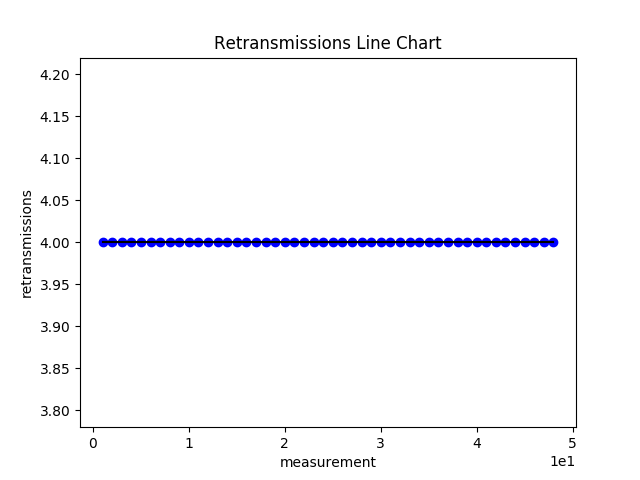 Retransmissions Line Chart
4.20
4.15
4.10
4.05
4.00
3.95
3.90
3.85
3.80
retransmissions
0 1 2 3 4 5
1e1
measurement